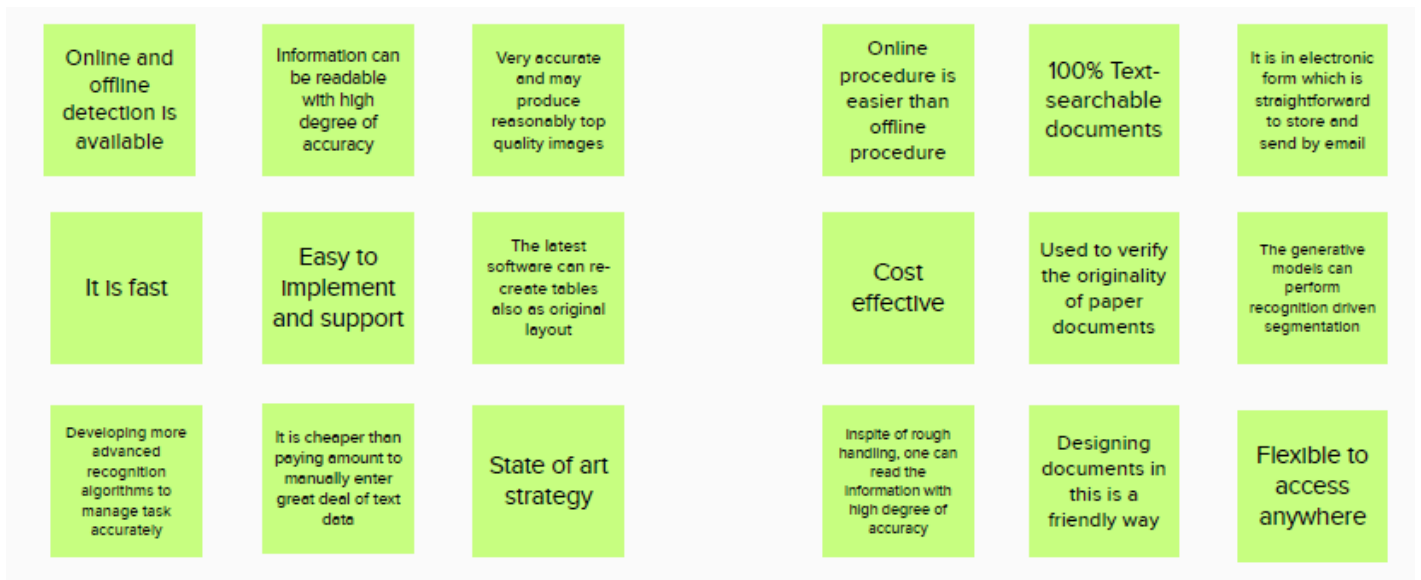 Online and
offline
detection is
available
Information can
be readable
with high
degree of
accuracy
Very accurate
and may
produce
reasonably top
quality images
Online
procedure is
easier than
offline
procedure
100% Text-
searchable
documents
It is in electronic
form which is
straightforward
to store and
send by email
It is fast
Easy to
implement
and support
The latest
software can re-
create tables
also as original
layout
Cost
effective
Used to verify
the originality
of paper
documents
The generative
models can
perform
recognition driven
segmentation
Developing more
advanced
recognition
algorithms to
manage task
accurately
It is cheaper than
paying amount to
manually enter
great deal of text
data
State of art
strategy
Inspite of rough
handling, one can
read the
information with
high degree of
accuracy
Designing
documents in
this is a
friendly way
Flexible to
access
anywhere